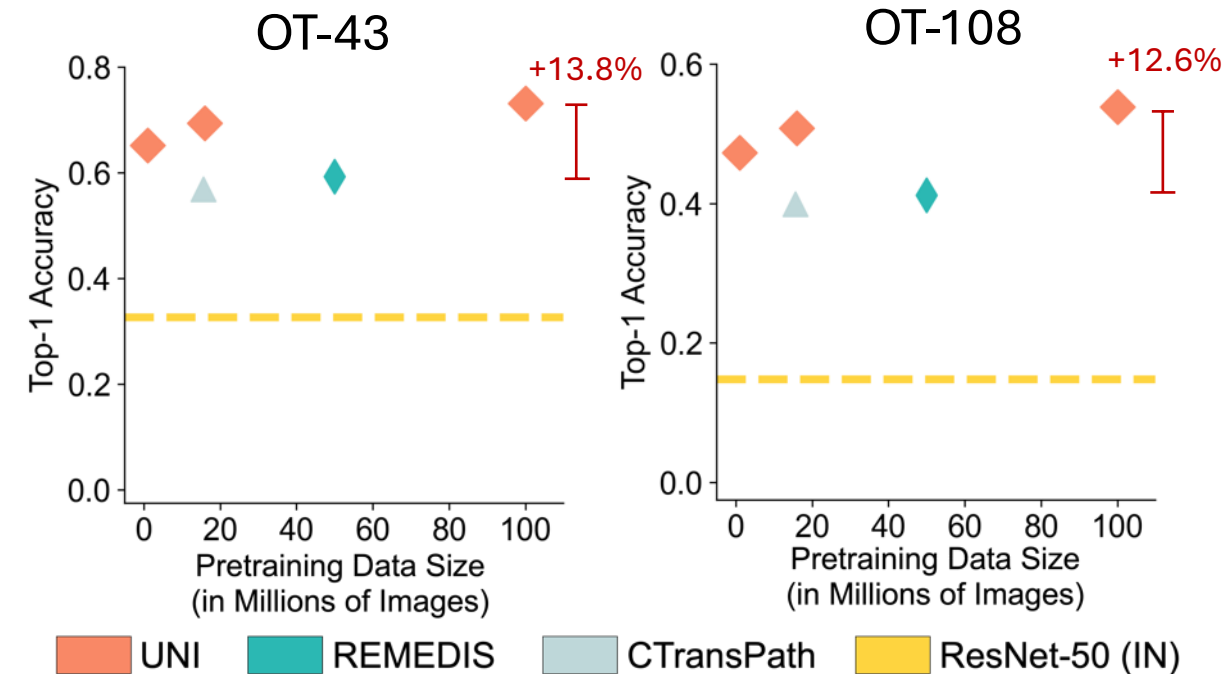 OT-43
+13.8%
0.8
0.6
0.4
0.2
0.0
Top-1 Accuracy
0 20 40 60 80 100
Pretraining Data Size
(in Millions of Images)
OT-108
+12.6%
0.6
0.4
0.2
0.0
Top-1 Accuracy
0 20 40 60 80 100
Pretraining Data Size
(in Millions of Images)
UNI REMEDIS CTransPath ResNet-50 (IN)